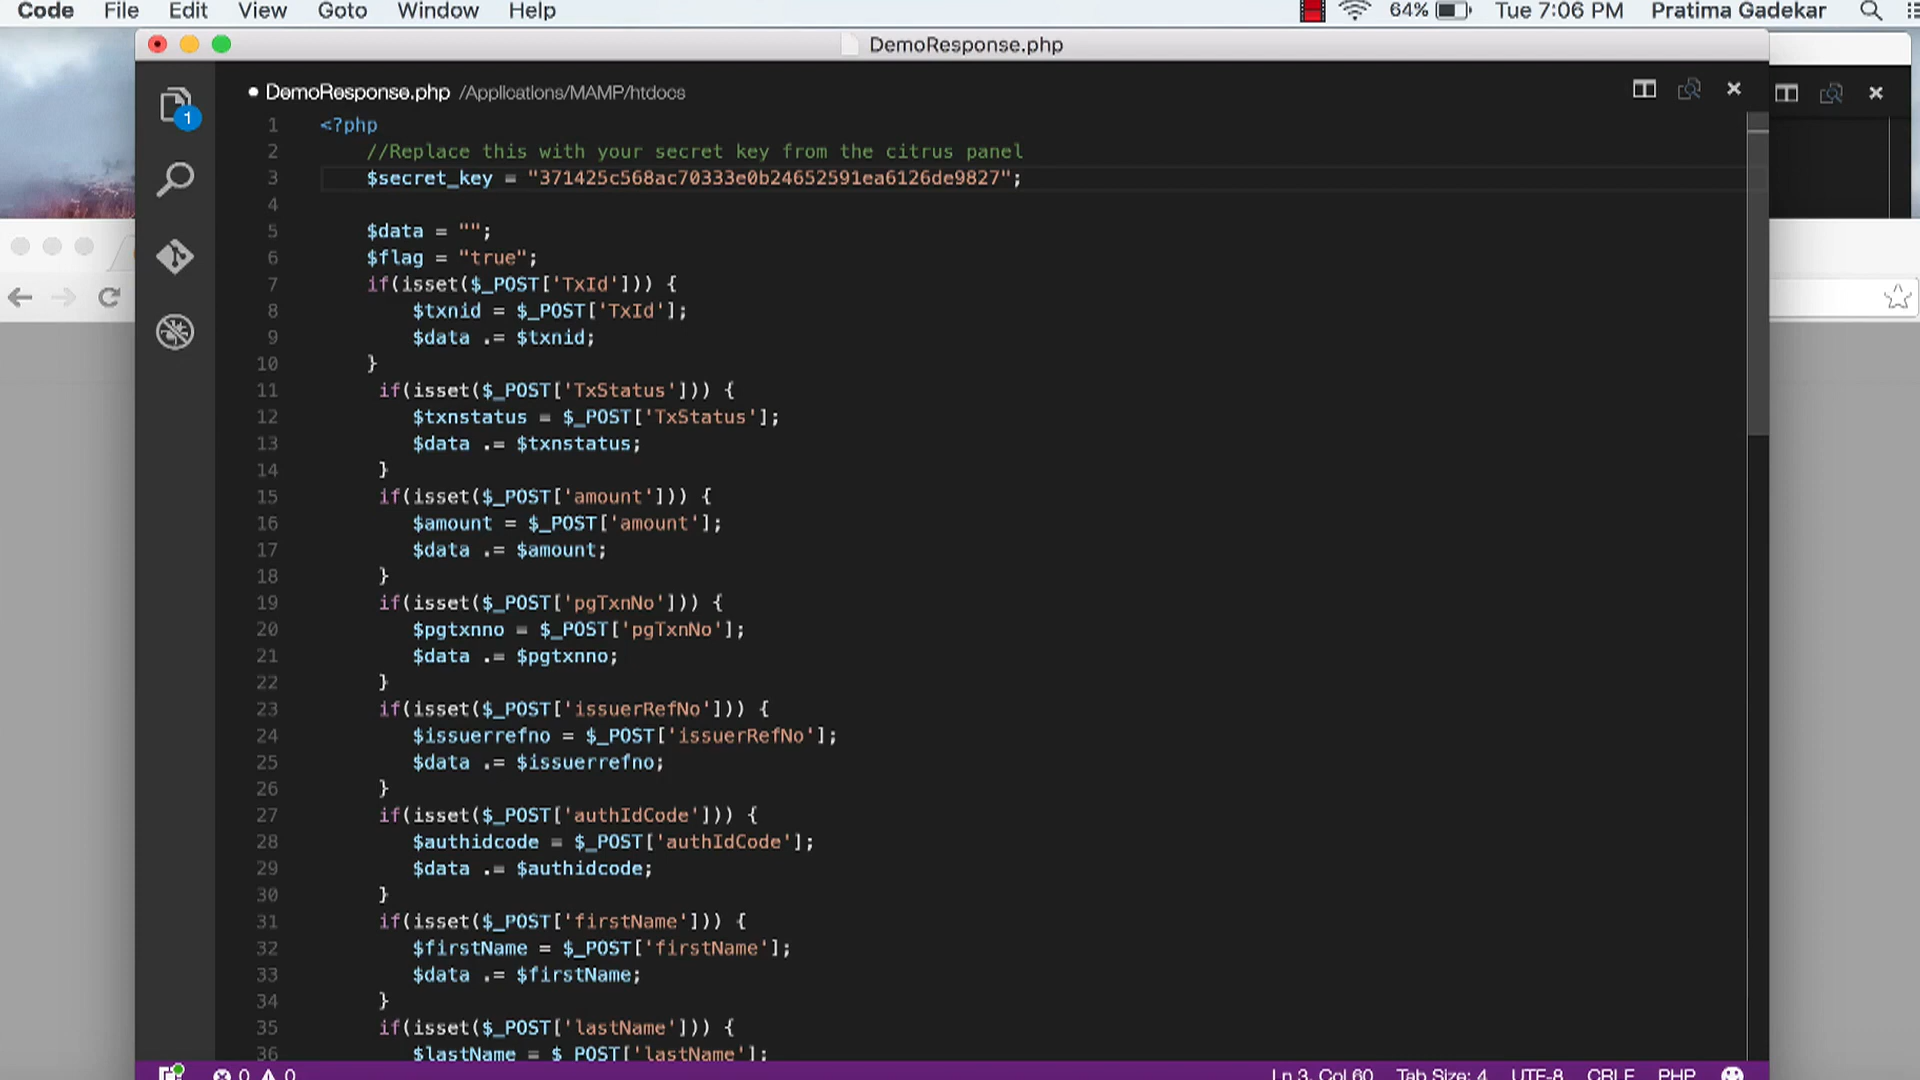 Code File Edit View Goto Window Help 64% Tue 7:06 PM Pratima Gadekar
DemoResponse.php
DemoResponse.php /Applications/MAMP/htdocs
1
1 <?php
2 //Replace this with your secret key from the citrus panel
3 $secret_key = "371425c568ac70333e0b24652591ea6126de9827";
4
5 $data = "";
6 $flag = "true";
7 if(isset($_POST['TxId'])) {
8 $txnid = $_POST['TxId'];
9 $data .= $txnid;
10 }
11 if(isset($_POST['TxStatus'])) {
12 $txnstatus = $_POST['TxStatus'];
13 $data .= $txnstatus;
14 }
15 if(isset($_POST['amount'])) {
16 $amount = $_POST['amount'];
17 $data .= $amount;
18 }
19 if(isset($_POST['pgTxnNo'])) {
20 $pgtxnno = $_POST['pgTxnNo'];
21 $data .= $pgtxnno;
22 }
23 if(isset($_POST['issuerRefNo'])) {
24 $issuerrefno = $_POST['issuerRefNo'];
25 $data .= $issuerrefno;
26 }
27 if(isset($_POST['authIdCode'])) {
28 $authidcode = $_POST['authIdCode'];
29 $data .= $authidcode;
30 }
31 if(isset($_POST['firstName'])) {
32 $firstName = $_POST['firstName'];
33 $data .= $firstName;
34 }
35 if(isset($_POST['lastName'])) {
36 $lastName = $_POST['lastName'];
0 0 Ln 3, Col 60 Tab Size: 4 UTF-8 CRLF PHP